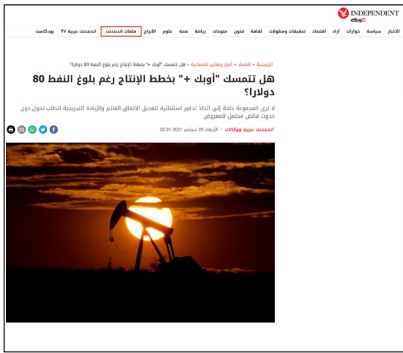 INDEPENDENT
عربية
الأخبار سياسة حوارات آراء اقتصاد تحقيقات ومطولات ثقافة فنون منوعات رياضة صحة علوم الأبراج ملفات اندبندنت اندبندنت عربية TV بودكاست
الرئيسية » اقتصاد » أخبار وتقارير اقتصادية » هل تتمسك "أوبك +" بخطط الإنتاج رغم بلوغ النفط 80 دولارا؟
هل تتمسك "أوبك +" بخطط الإنتاج رغم بلوغ النفط 80
دولارا؟
لا ترى المجموعة حاجة إلى اتخاذ تدابير استثنائية لتعديل الاتفاق القائم والزيادة التدريجية للطلب تحول دون
حدوث فائض محتمل للمعروض
اندبندنت عربية ووكالات | الأربعاء 29 سبتمبر 2021 20:31